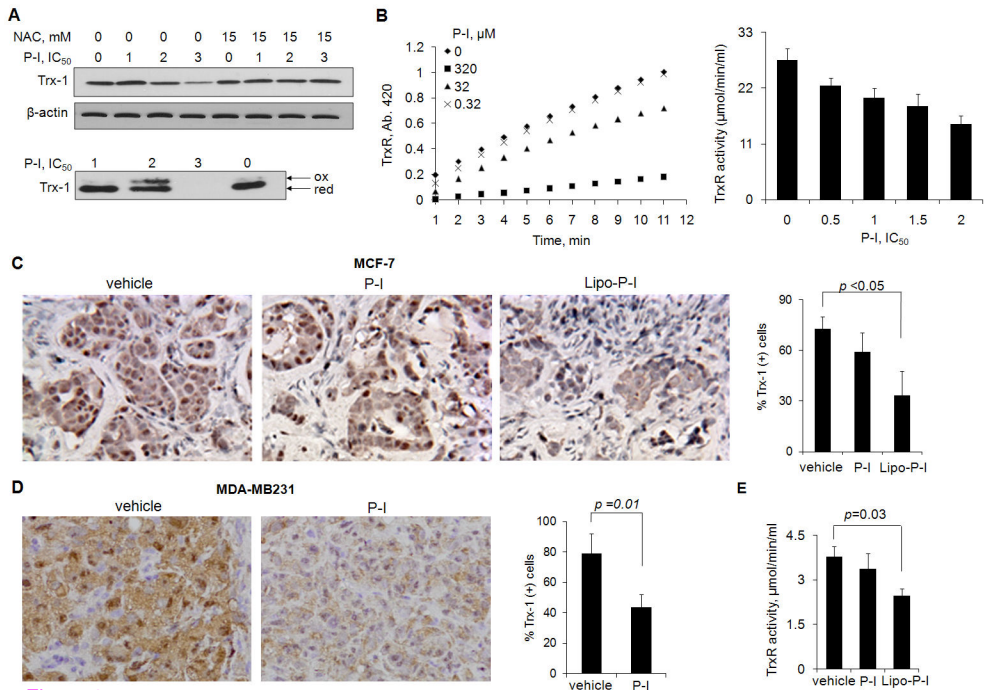 A
NAC, mM 0 0 0 0 15 15 15 15
P-I, IC50 0 1 2 3 0 1 2 3
Trx-1
β-actin
P-I, IC50 1 2 3 0
Trx-1
ox
red
B
P-I, µM
0
320
32
0.32
TrxR, Ab. 420
1.2
1
0.8
0.6
0.4
0.2
0
1 2 3 4 5 6 7 8 9 10 11 12
Time, min
TrxR activity (µmol/min/ml)
33
22
11
0
0 0.5 1 1.5 2
P-I, IC50
C
MCF-7
vehicle P-I Lipo-P-I
p <0.05
% Trx-1 (+) cells
90
60
30
0
vehicle P-I Lipo-P-I
D
MDA-MB231
vehicle P-I
p =0.01
% Trx-1 (+) cells
100
80
60
40
20
0
vehicle P-I
E
p=0.03
TrxR activity, µmol/min/ml
4.5
3
1.5
0
vehicle P-I Lipo-P-I